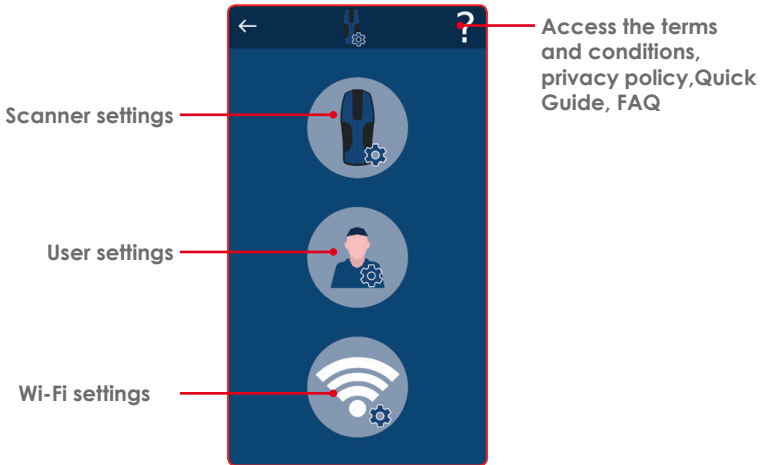 ←
?
Access the terms
and conditions,
privacy policy,Quick
Guide, FAQ
Scanner settings
User settings
Wi-Fi settings